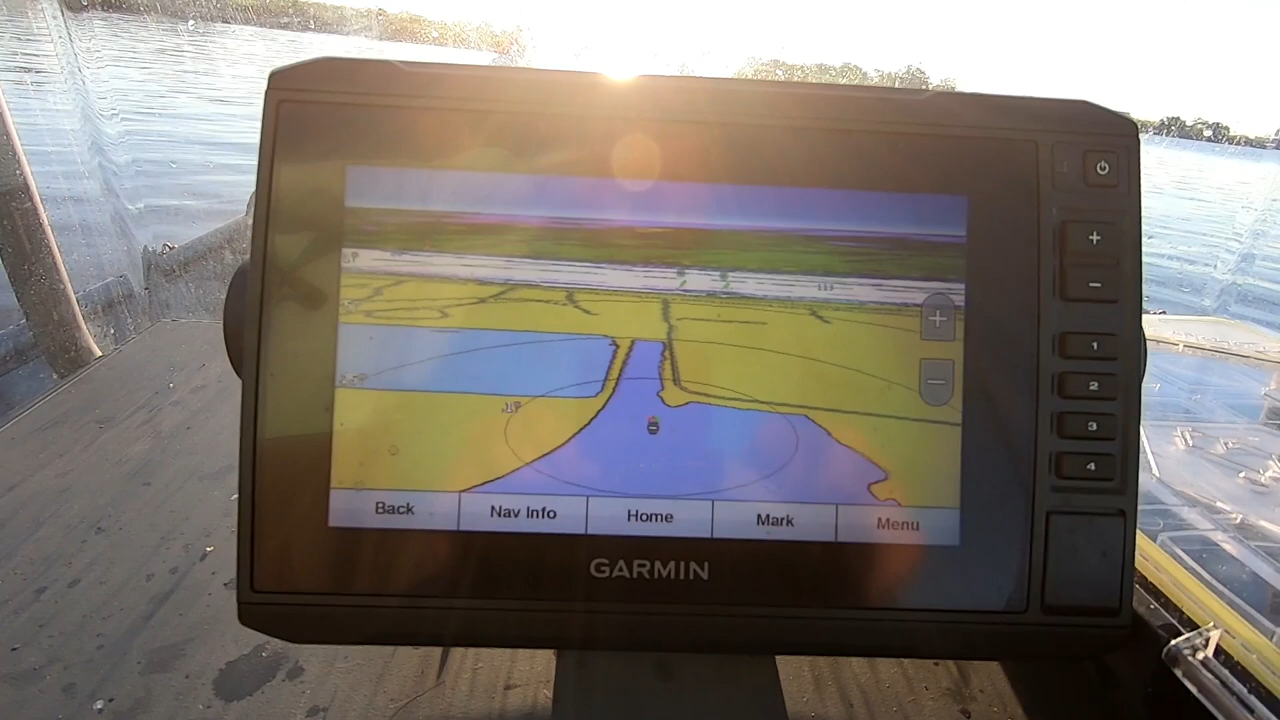 +
−
+
−
1
2
3
4
Back
Nav Info
Home
Mark
Menu
GARMIN